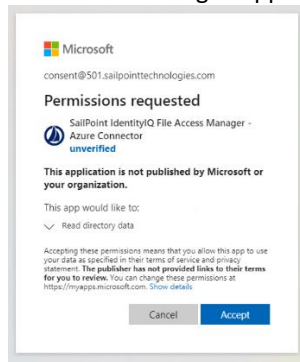 Microsoft
consent@501.sailpointtechnologies.com
Permissions requested
SailPoint IdentityIQ File Access Manager -
Azure Connector
unverified
This application is not published by Microsoft or
your organization.
This app would like to:
Read directory data
Accepting these permissions means that you allow this app to use
your data as specified in their terms of service and privacy
statement. The publisher has not provided links to their terms
for you to review. You can change these permissions at
https://myapps.microsoft.com. Show details
Cancel Accept